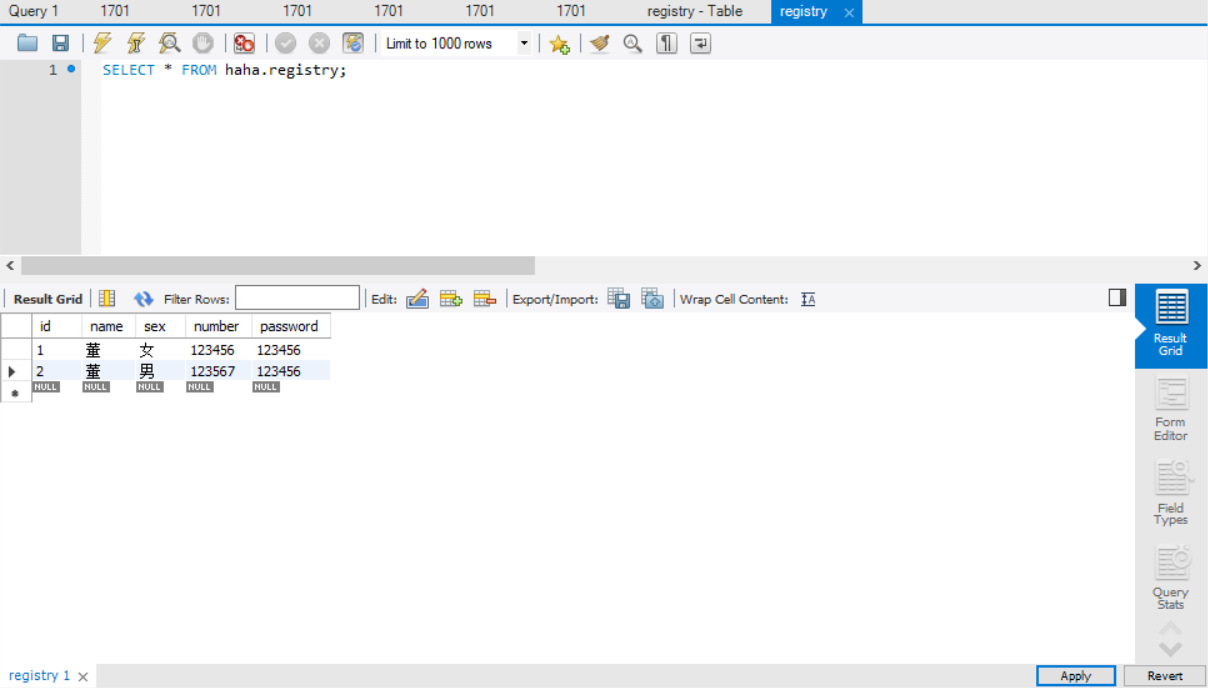 Query 1 1701 1701 1701 1701 1701 1701 registry - Table registry
Limit to 1000 rows
1 SELECT * FROM haha.registry;
Result Grid Filter Rows: Edit: Export/Import: Wrap Cell Content: IA
id name sex number password
1 董 女 123456 123456
2 董 男 123567 123456
NULL NULL NULL NULL NULL
Result
Grid
Form
Editor
Field
Types
Query
Stats
registry 1 Apply Revert